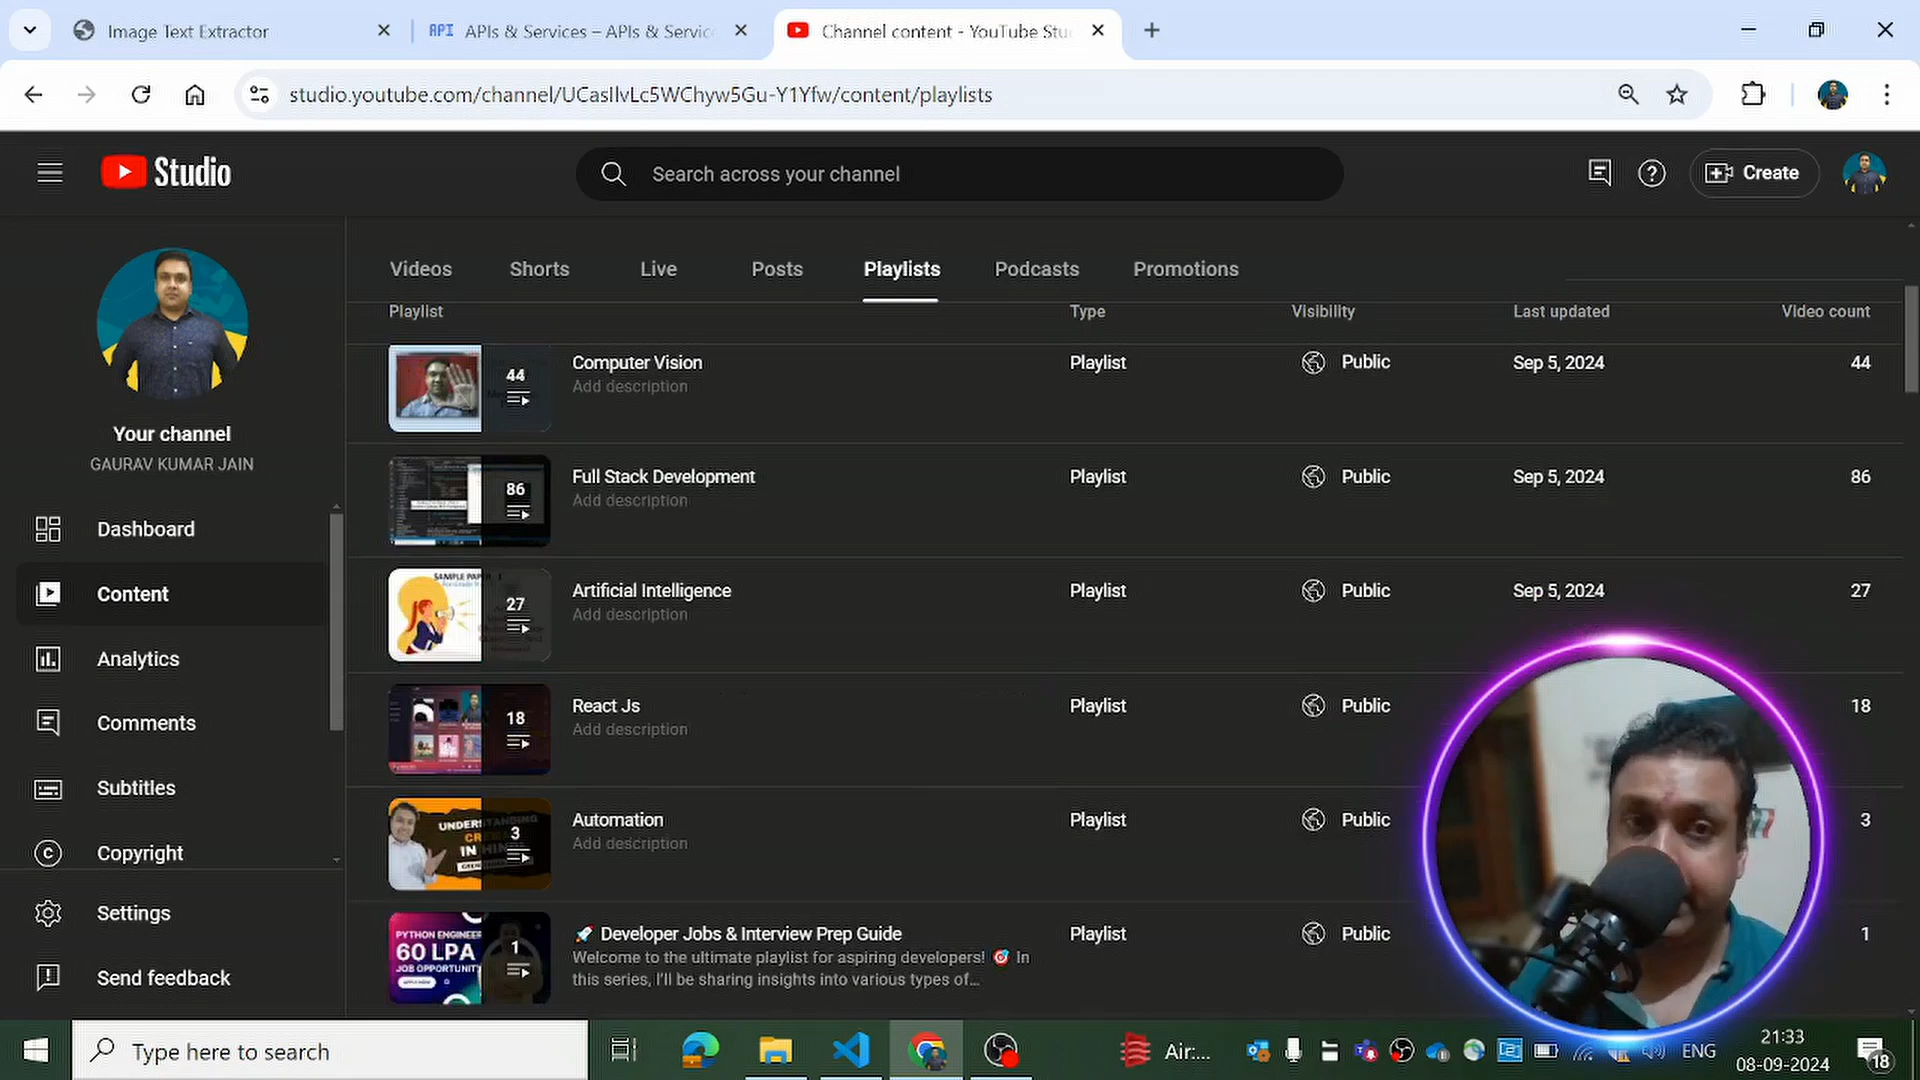 Image Text Extractor
API APIs & Services – APIs & Servic
Channel content - YouTube Stu
studio.youtube.com/channel/UCasIlvLc5WChyw5Gu-Y1Yfw/content/playlists
Studio
Search across your channel
Create
Your channel
GAURAV KUMAR JAIN
Dashboard
Content
Analytics
Comments
Subtitles
Copyright
Settings
Send feedback
Videos Shorts Live Posts Playlists Podcasts Promotions
Playlist Type Visibility Last updated Video count
44 Computer Vision Playlist Public Sep 5, 2024 44
Add description
86 Full Stack Development Playlist Public Sep 5, 2024 86
Add description
SAMPLE PAPER
27 Artificial Intelligence Playlist Public Sep 5, 2024 27
Add description
18 React Js Playlist Public 18
Add description
IN HINDI
3 Automation Playlist Public 3
Add description
PYTHON ENGINEER
60 LPA
JOB OPPORTUNITY
1 🚀 Developer Jobs & Interview Prep Guide Playlist Public 1
Welcome to the ultimate playlist for aspiring developers! 🎯 In
this series, I'll be sharing insights into various types of...
Type here to search
Air:...
ENG
21:33
08-09-2024
18